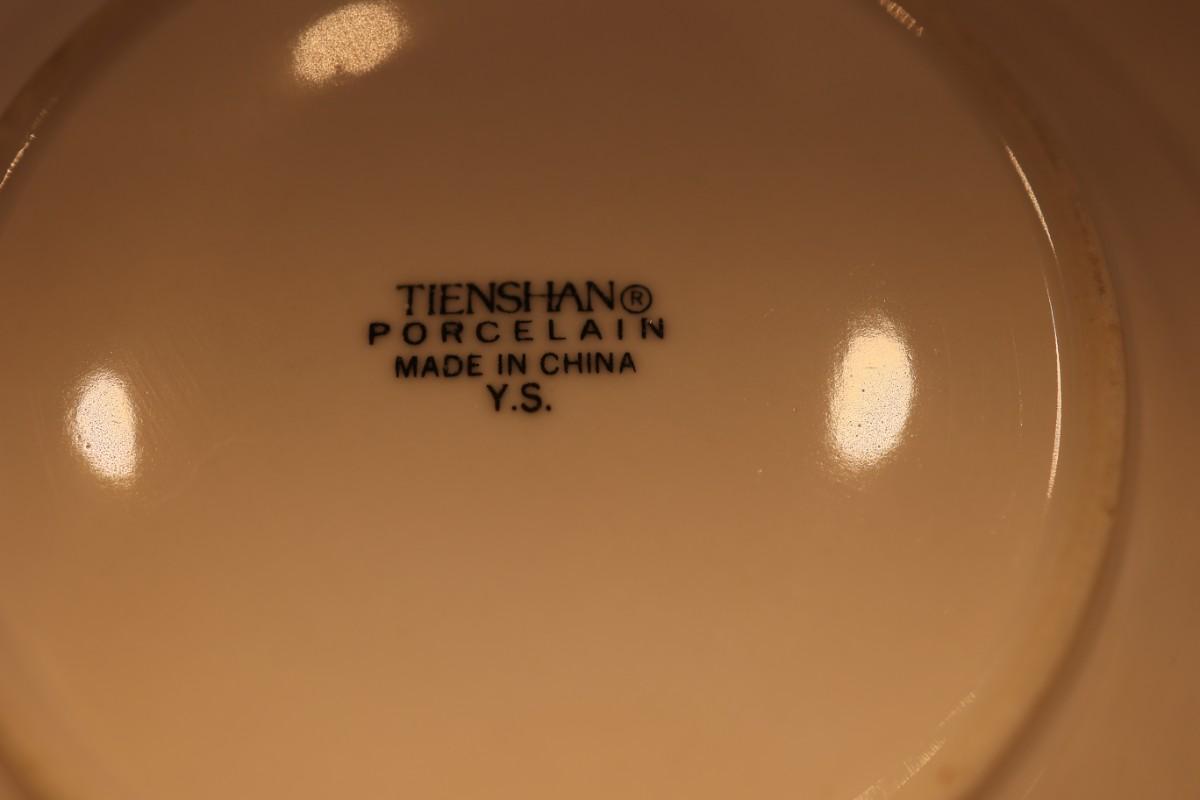 TIENSHAN®
PORCELAIN
MADE IN CHINA
Y.S.